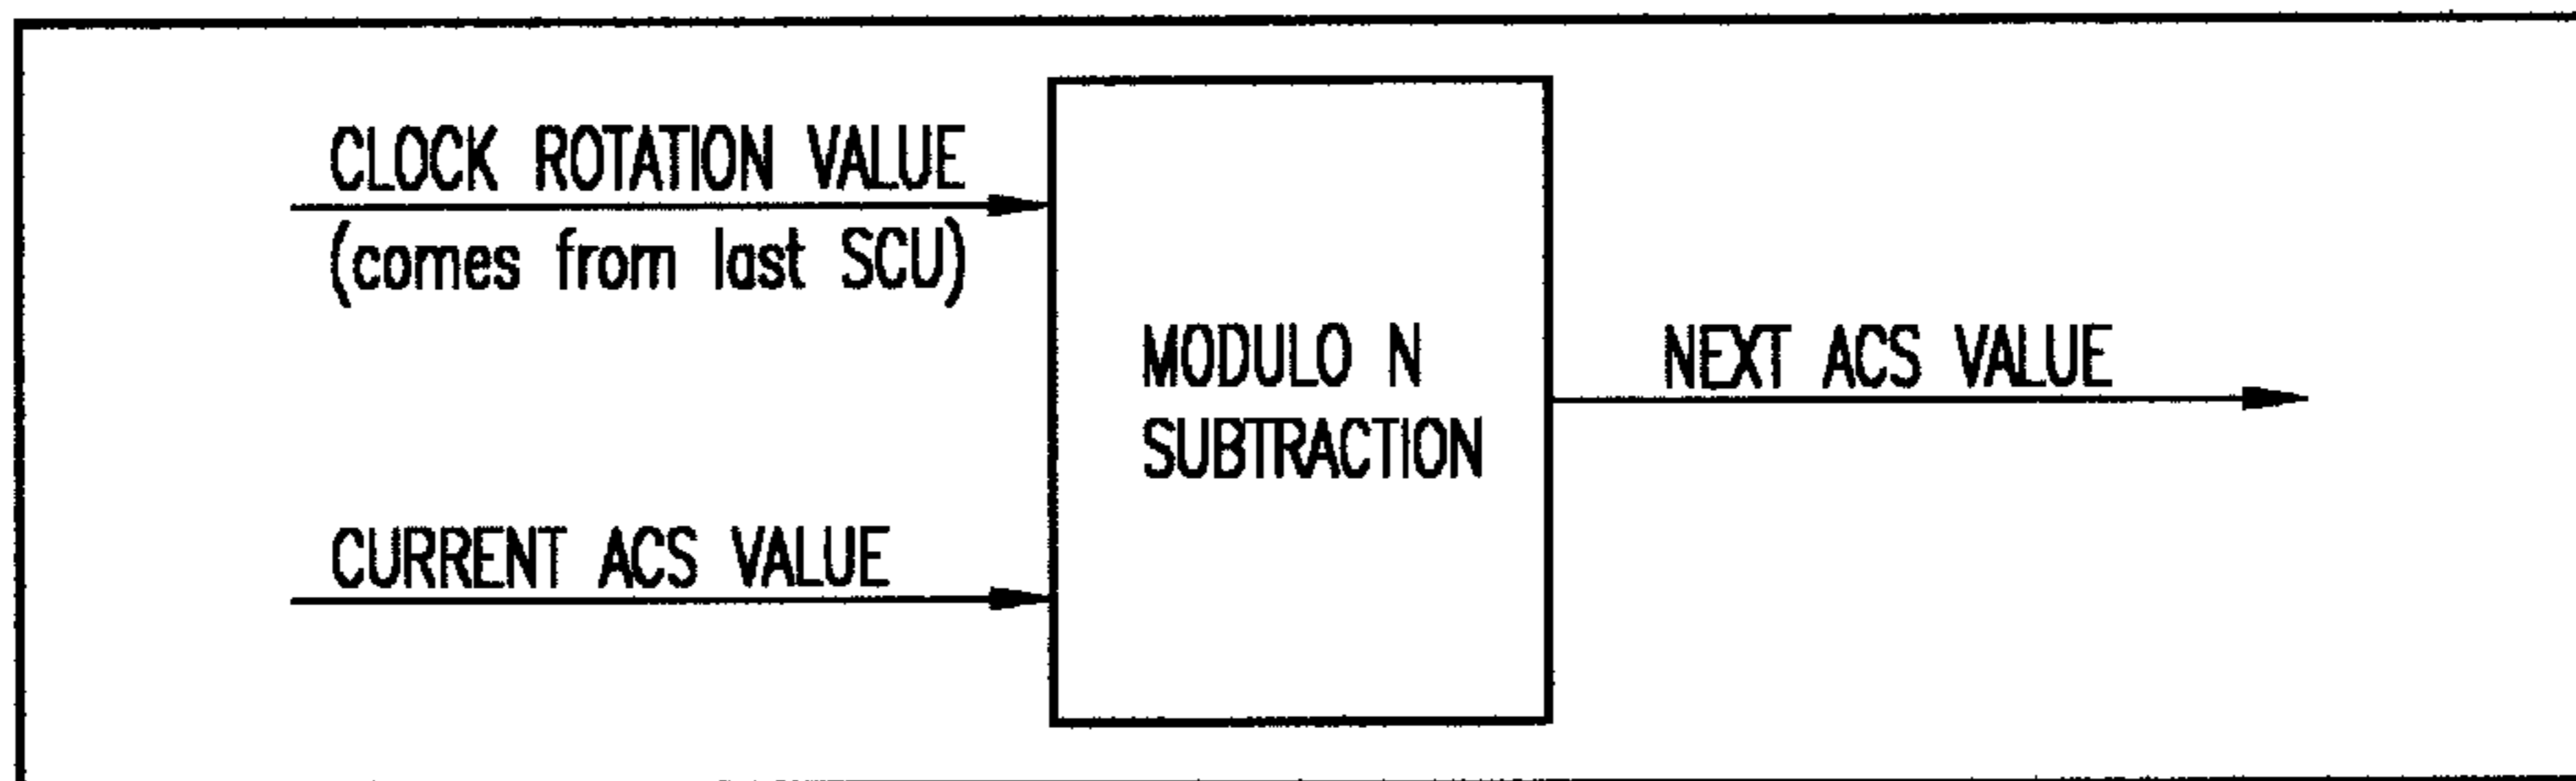 CLOCK ROTATION VALUE
(comes from last SCU)
CURRENT ACS VALUE
MODULO N
SUBTRACTION
NEXT ACS VALUE